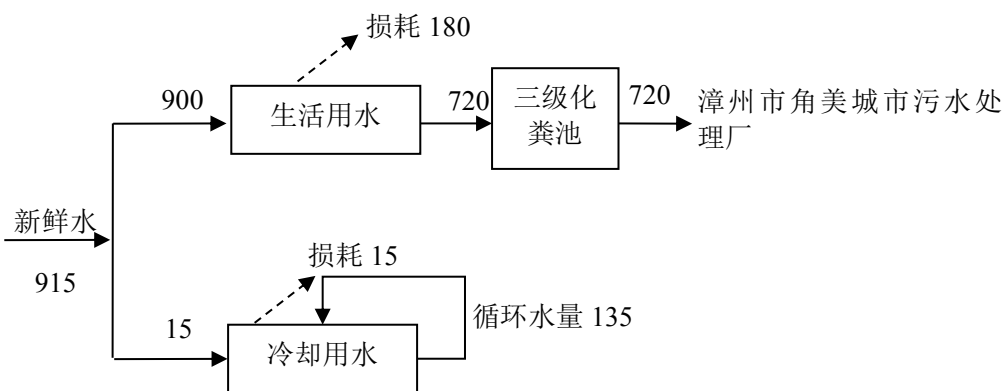 损耗 180
900
生活用水
720
三级化
粪池
720
漳州市角美城市污水处
理厂
新鲜水
915
损耗 15
15
冷却用水
循环水量 135